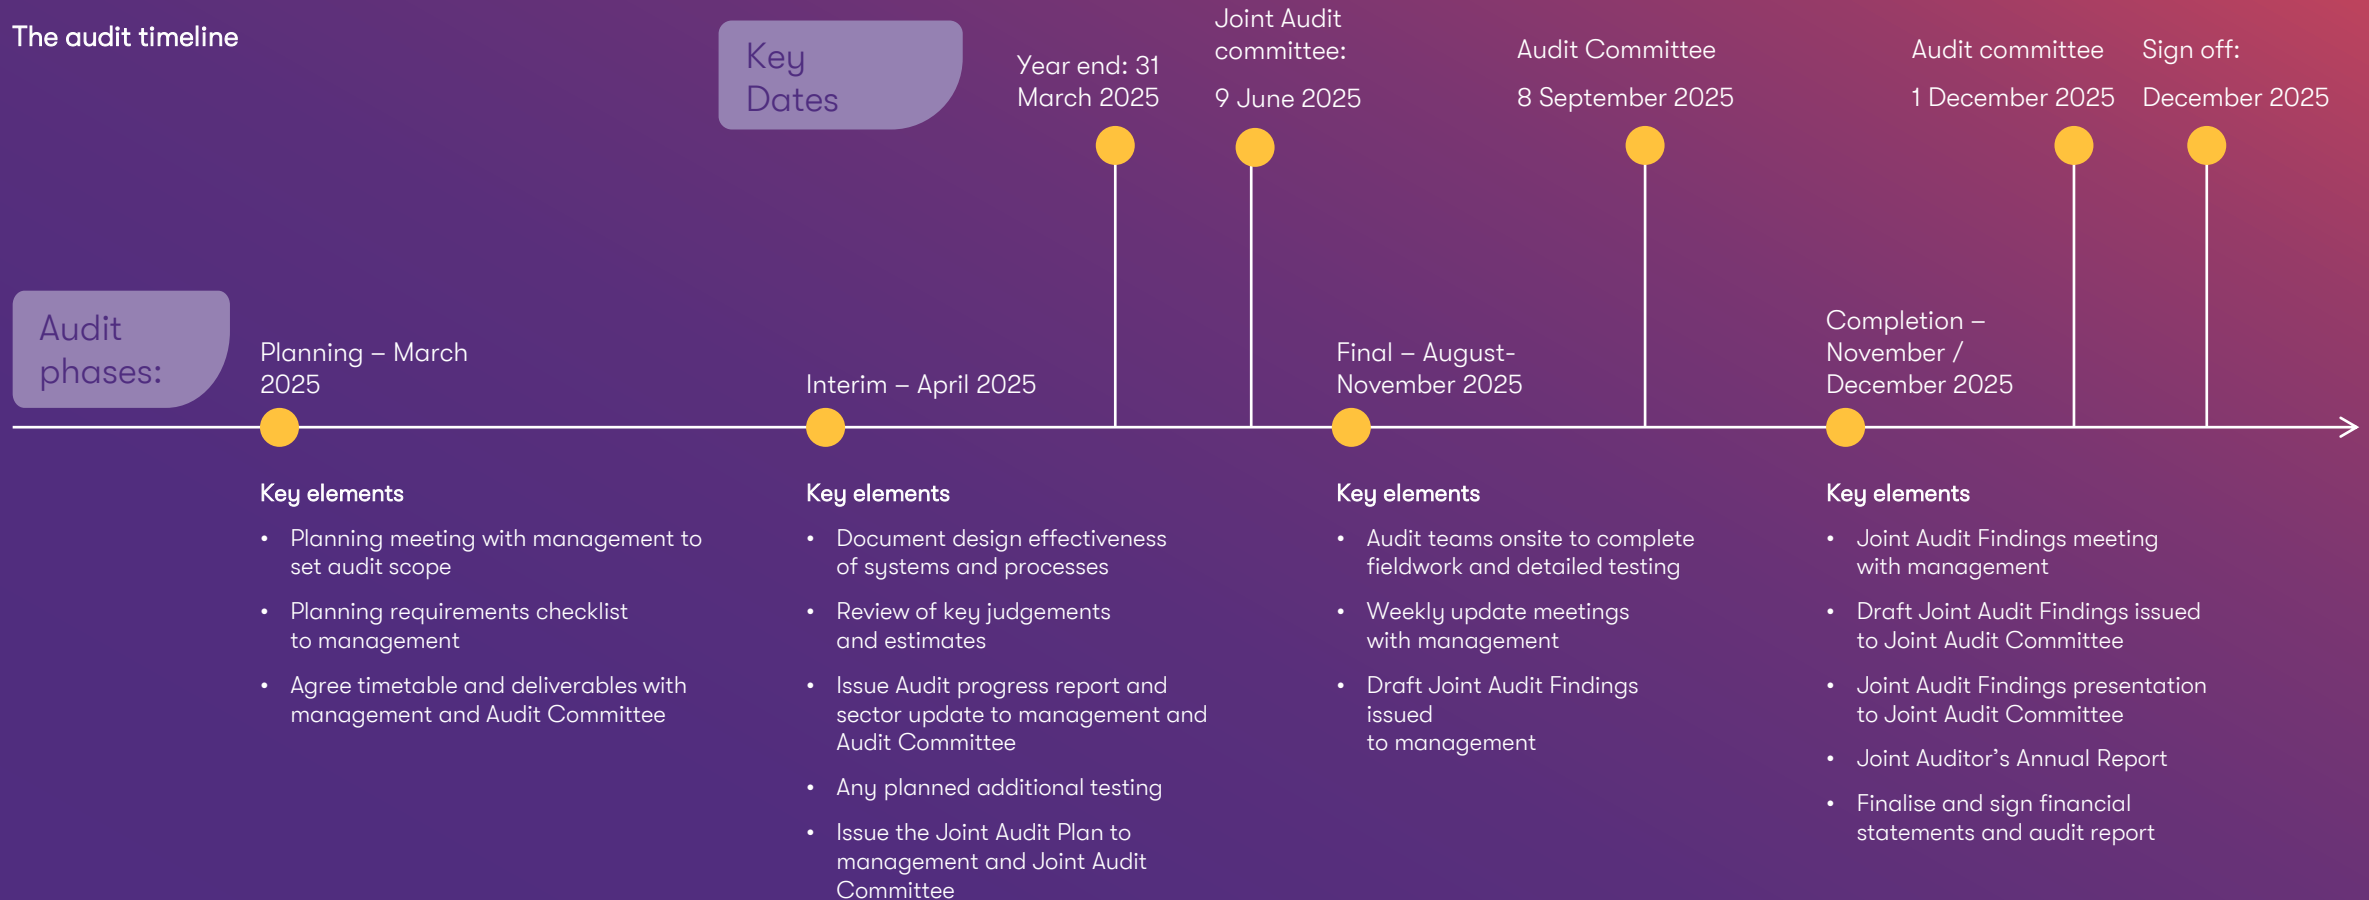 The audit timeline
Key
Dates
Year end: 31
March 2025
Joint Audit
committee:
9 June 2025
Audit Committee
8 September 2025
Audit committee
1 December 2025
Sign off:
December 2025
Audit
phases:
Planning – March
2025
Interim – April 2025
Final – August-
November 2025
Completion –
November /
December 2025
Key elements
• Planning meeting with management to
set audit scope
• Planning requirements checklist
to management
• Agree timetable and deliverables with
management and Audit Committee
Key elements
• Document design effectiveness
of systems and processes
• Review of key judgements
and estimates
• Issue Audit progress report and
sector update to management and
Audit Committee
• Any planned additional testing
• Issue the Joint Audit Plan to
management and Joint Audit
Committee
Key elements
• Audit teams onsite to complete
fieldwork and detailed testing
• Weekly update meetings
with management
• Draft Joint Audit Findings
issued
to management
Key elements
• Joint Audit Findings meeting
with management
• Draft Joint Audit Findings issued
to Joint Audit Committee
• Joint Audit Findings presentation
to Joint Audit Committee
• Joint Auditor’s Annual Report
• Finalise and sign financial
statements and audit report